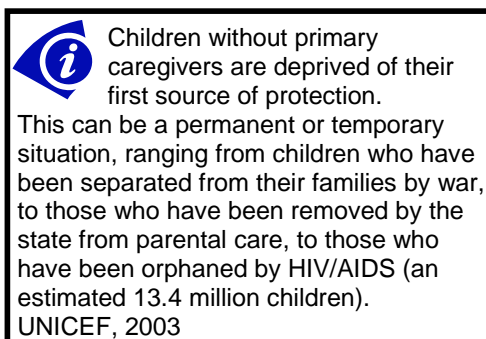 Children without primary
caregivers are deprived of their
first source of protection.
This can be a permanent or temporary
situation, ranging from children who have
been separated from their families by war,
to those who have been removed by the
state from parental care, to those who
have been orphaned by HIV/AIDS (an
estimated 13.4 million children).
UNICEF, 2003